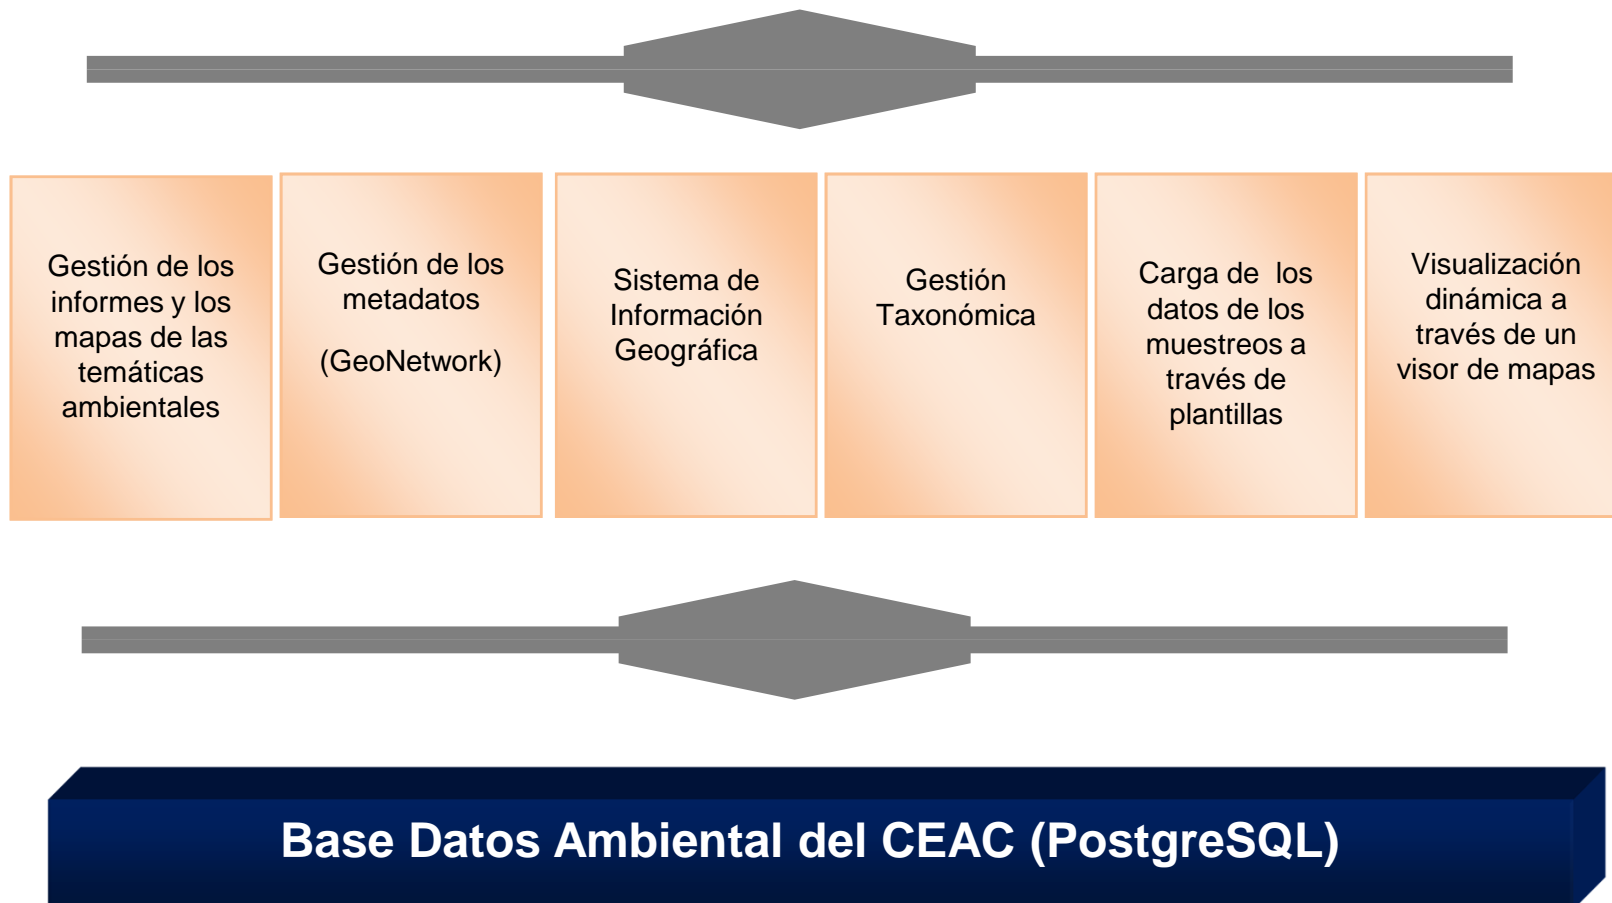 Gestión de los
informes y los
mapas de las
temáticas
ambientales
Gestión de los
metadatos
(GeoNetwork)
Sistema de
Información
Geográfica
Gestión
Taxonómica
Carga de  los
datos de los
muestreos a
través de
plantillas
Visualización
dinámica a
través de un
visor de mapas
Base Datos Ambiental del CEAC (PostgreSQL)